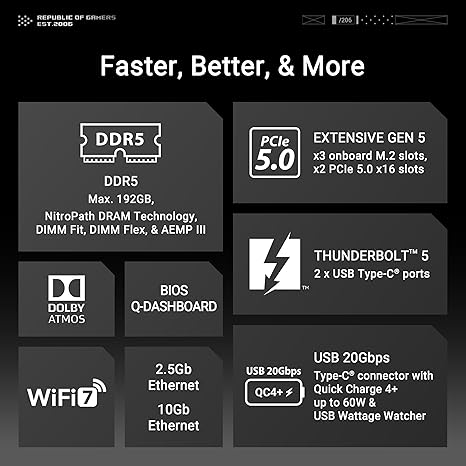 REPUBLIC OF GAMERS
EST.2006
/206
Faster, Better, & More
DDR5
DDR5
Max. 192GB,
NitroPath DRAM Technology,
DIMM Fit, DIMM Flex, & AEMP III
PCIe
5.0
EXTENSIVE GEN 5
x3 onboard M.2 slots,
x2 PCIe 5.0 x16 slots
THUNDERBOLT™ 5
2 x USB Type-C® ports
TM
DOLBY
ATMOS
BIOS
Q-DASHBOARD
WiFi 7
2.5Gb
Ethernet
10Gb
Ethernet
USB 20Gbps
QC4+
USB 20Gbps
Type-C® connector with
Quick Charge 4+
up to 60W &
USB Wattage Watcher